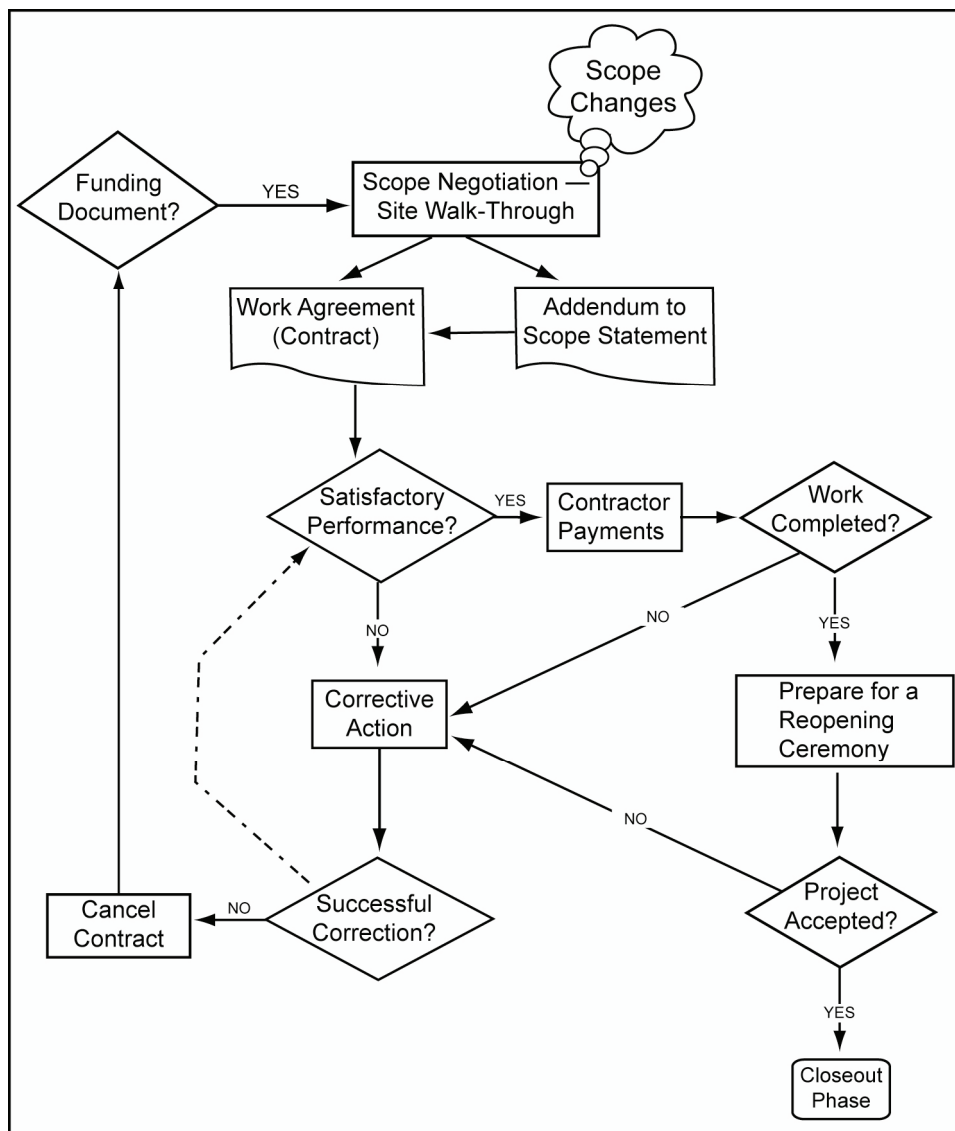 Scope
Changes
Funding
Document?
YES
Scope Negotiation —
Site Walk-Through
Work Agreement
(Contract)
Addendum to
Scope Statement
Satisfactory
Performance?
YES
Contractor
Payments
Work
Completed?
NO
NO
YES
Corrective
Action
Prepare for a
Reopening
Ceremony
NO
Cancel
Contract
NO
Successful
Correction?
Project
Accepted?
YES
Closeout
Phase